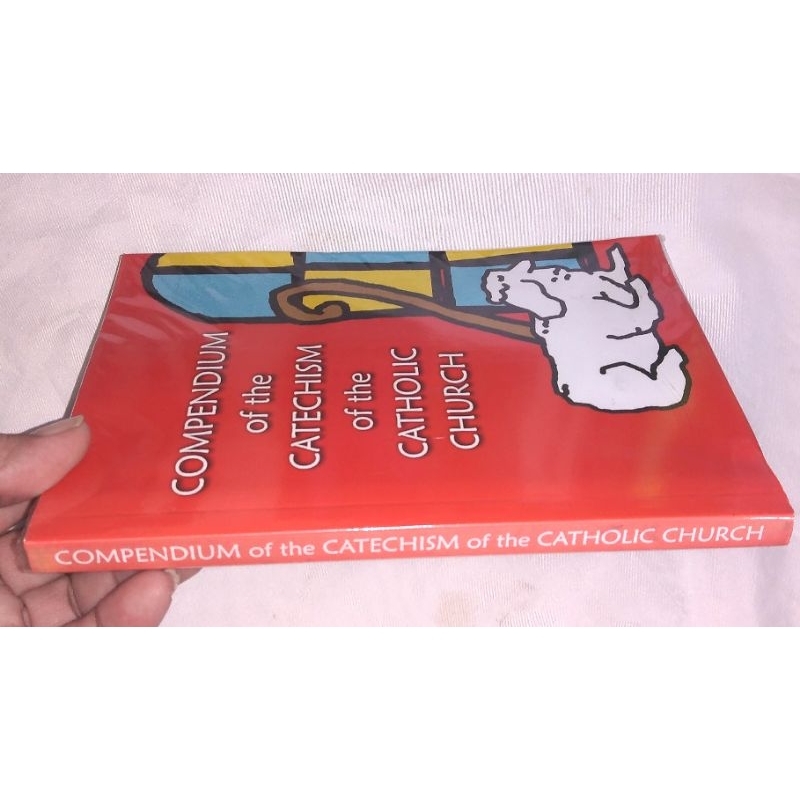 COMPENDIUM
of the
CATECHISM
of the
CATHOLIC
CHURCH
COMPENDIUM of the CATECHISM of the CATHOLIC CHURCH